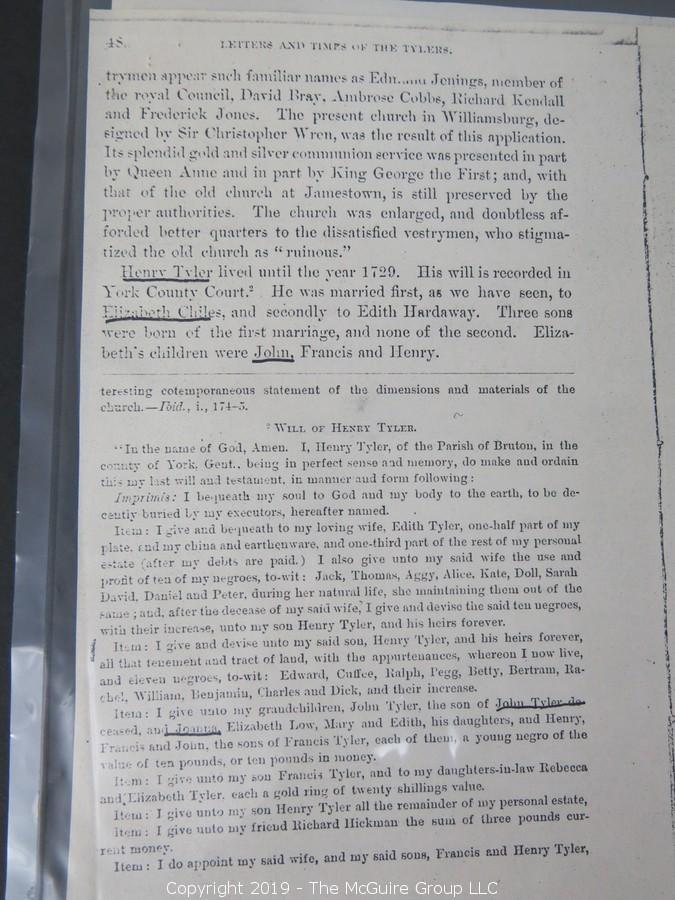 48.
LETTERS AND TIMES OF THE TYLERS.
trymen appear such familiar names as Jenings, member of
the royal Council, David Bray, Ambrose Cobbs, Richard Kendall
and Frederick Jones. The present church in Williamsburg, de-
signed by Sir Christopher Wren, was the result of this application.
Its splendid gold and silver communion service was presented in part
by Queen Anne and in part by King George the First; and, with
that of the old church at Jamestown, is still preserved by the
proper authorities. The church was enlarged, and doubtless af-
forded better quarters to the dissatisfied vestrymen, who stigma-
tized the old church as "ruinous."
Henry Tyler lived until the year 1729. His will is recorded in
York County Court.² He was married first, as we have seen, to
Elizabeth Chiles, and secondly to Edith Hardaway. Three sons
were born of the first marriage, and none of the second. Eliza-
beth's children were John, Francis and Henry.
teresting cotemporaneous statement of the dimensions and materials of the
church.—Ibid., i., 174-5.
² WILL OF HENRY TYLER.
"In the name of God, Amen. I, Henry Tyler, of the Parish of Bruton, in the
county of York, Gent., being in perfect sense and memory, do make and ordain
this my last will and testament, in manner and form following:
Imprimis: I bequeath my soul to God and my body to the earth, to be de-
cently buried by my executors, hereafter named.
Item: I give and bequeath to my loving wife, Edith Tyler, one-half part of my
plate, and my china and earthenware, and one-third part of the rest of my personal
estate (after my debts are paid.) I also give unto my said wife the use and
profit of ten of my negroes, to-wit: Jack, Thomas, Aggy, Alice, Kate, Doll, Sarah
David, Daniel and Peter, during her natural life, she maintaining them out of the
same; and, after the decease of my said wife, I give and devise the said ten negroes,
with their increase, unto my son Henry Tyler, and his heirs forever.
Item: I give and devise unto my said son, Henry Tyler, and his heirs forever,
all that tenement and tract of land, with the appurtenances, whereon I now live,
and eleven negroes, to-wit: Edward, Cuffee, Ralph, Pegg, Betty, Bertram, Ra-
chel, William, Benjamin, Charles and Dick, and their increase.
Item: I give unto my grandchildren, John Tyler, the son of John Tyler de-
ceased, and Joanna, Elizabeth Low, Mary and Edith, his daughters, and Henry,
Francis and John, the sons of Francis Tyler, each of them, a young negro of the
value of ten pounds, or ten pounds in money.
Item: I give unto my son Francis Tyler, and to my daughters-in-law Rebecca
and Elizabeth Tyler, each a gold ring of twenty shillings value.
Item: I give unto my son Henry Tyler all the remainder of my personal estate,
Item: I give unto my friend Richard Hickman the sum of three pounds cur-
rent money.
Item: I do appoint my said wife, and my said sons, Francis and Henry Tyler,
Copyright 2019 - The McGuire Group LLC